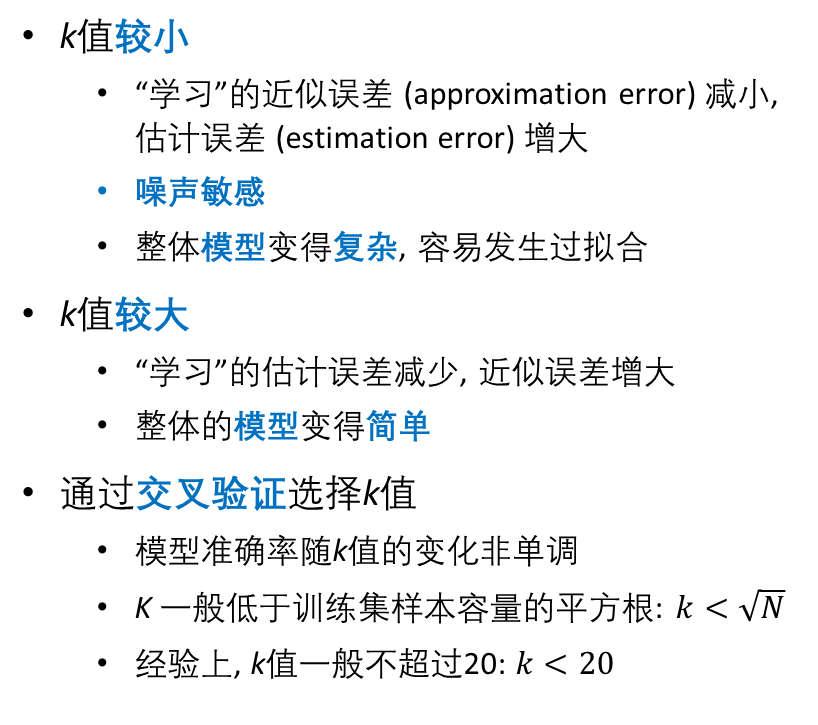 • k值较小
• “学习”的近似误差 (approximation error) 减小,
估计误差 (estimation error) 增大
• 噪声敏感
• 整体模型变得复杂, 容易发生过拟合
• k值较大
• “学习”的估计误差减少, 近似误差增大
• 整体的模型变得简单
• 通过交叉验证选择k值
• 模型准确率随k值的变化非单调
• K 一般低于训练集样本容量的平方根: k < √N
• 经验上, k值一般不超过20: k < 20